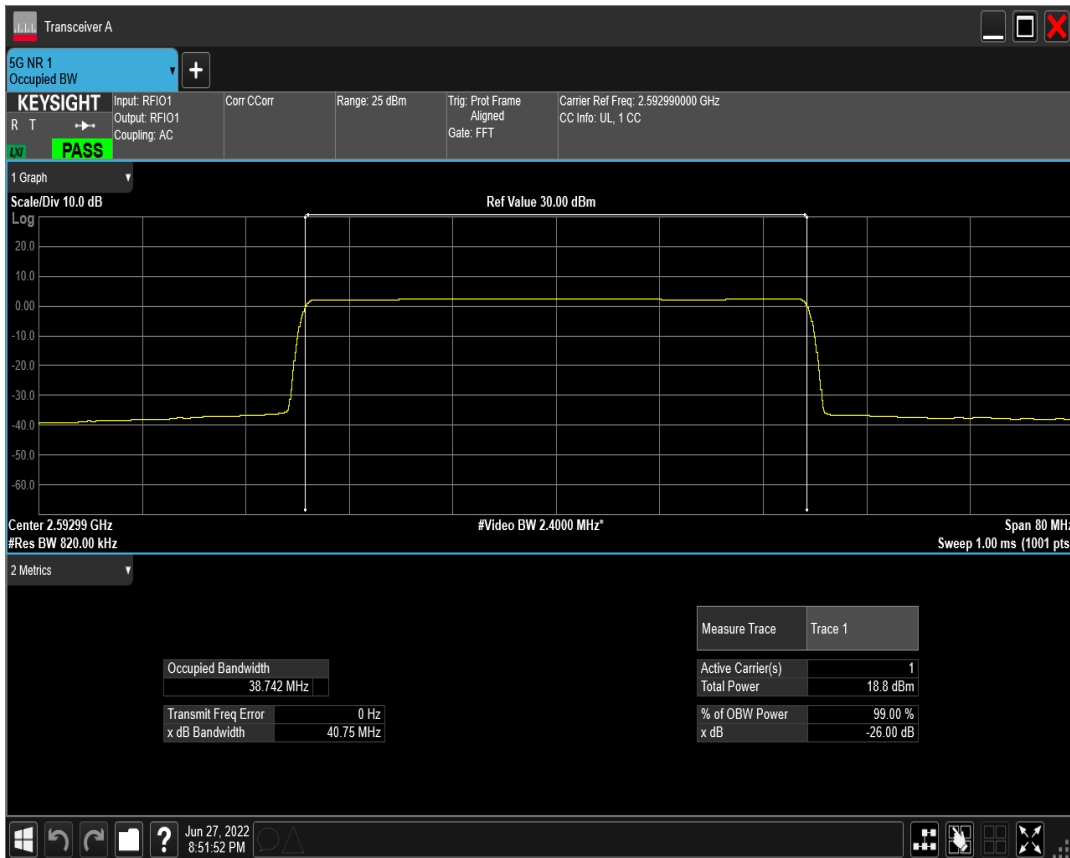 Transceiver A
5G NR 1
Occupied BW
+
KEYSIGHT
R T
LXI
PASS
Input: RFIO1
Output: RFIO1
Coupling: AC
Corr CCorr
Range: 25 dBm
Trig: Prot Frame
Aligned
Gate: FFT
Carrier Ref Freq: 2.592990000 GHz
CC Info: UL, 1 CC
1 Graph
Scale/Div 10.0 dB
Ref Value 30.00 dBm
Log
20.0
10.0
0.00
-10.0
-20.0
-30.0
-40.0
-50.0
-60.0
Center 2.59299 GHz
#Video BW 2.4000 MHz*
Span 80 MHz
#Res BW 820.00 kHz
Sweep 1.00 ms (1001 pts
2 Metrics
Measure Trace Trace 1
Occupied Bandwidth
38.742 MHz
Active Carrier(s) 1
Total Power 18.8 dBm
Transmit Freq Error 0 Hz
x dB Bandwidth 40.75 MHz
% of OBW Power 99.00 %
x dB -26.00 dB
?
Jun 27, 2022
8:51:52 PM